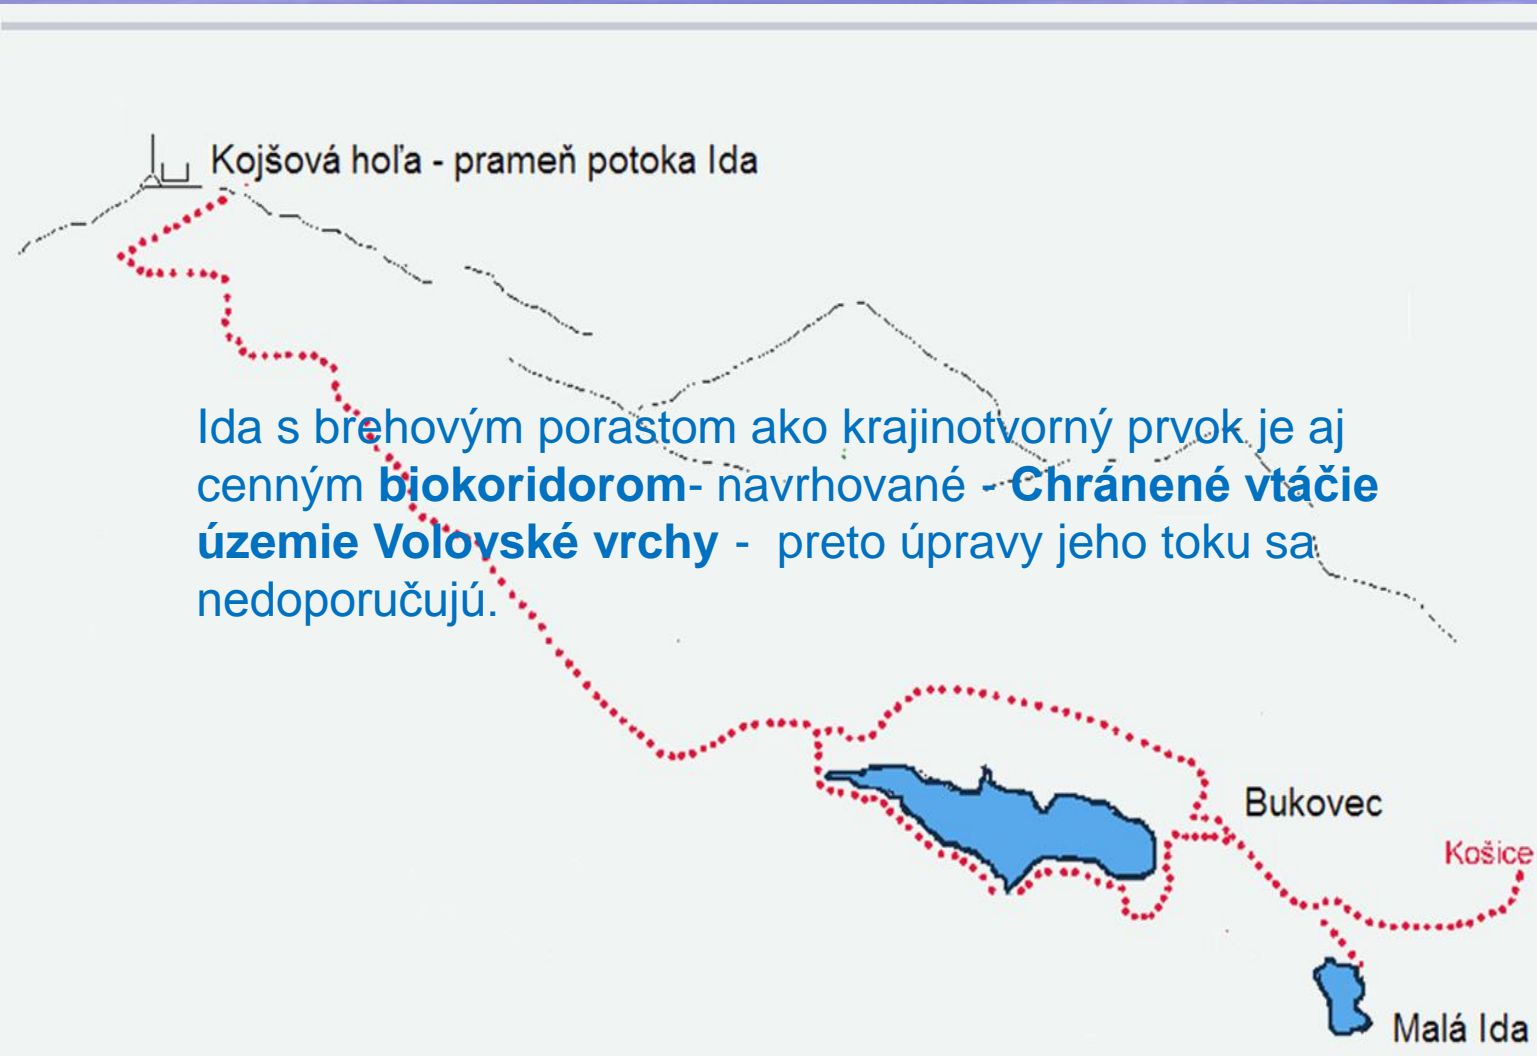 Kojšová hoľa - prameň potoka Ida
Ida s brehovým porastom ako krajinotvorný prvok je aj
cenným biokoridorom- navrhované - Chránené vtáčie
územie Volovské vrchy - preto úpravy jeho toku sa
nedoporučujú.
Bukovec
Košice
Malá Ida